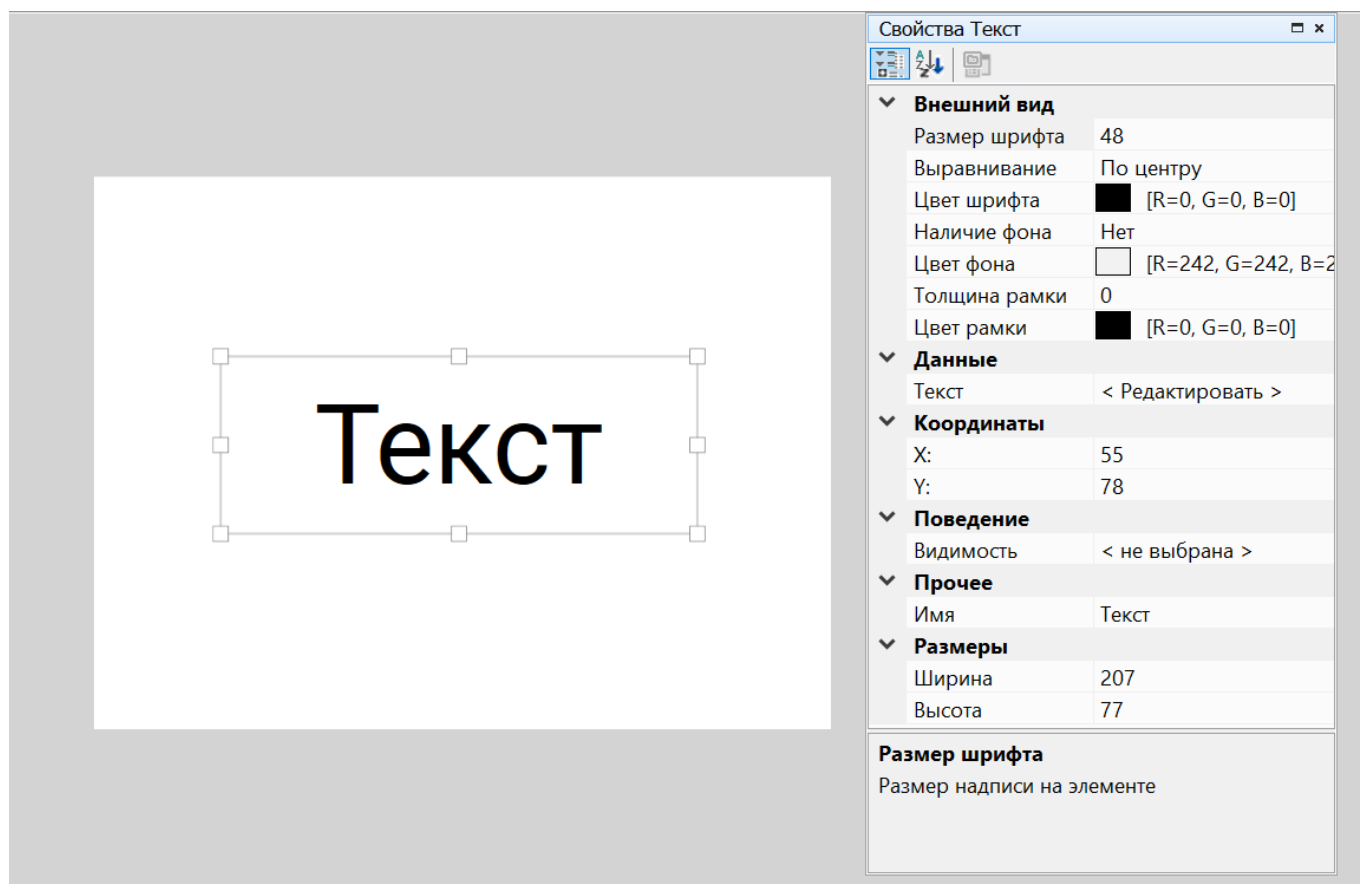 Текст
Свойства Текст
Внешний вид
Размер шрифта 48
Выравнивание По центру
Цвет шрифта [R=0, G=0, B=0]
Наличие фона Нет
Цвет фона [R=242, G=242, B=2
Толщина рамки 0
Цвет рамки [R=0, G=0, B=0]
Данные
Текст < Редактировать >
Координаты
X: 55
Y: 78
Поведение
Видимость < не выбрана >
Прочее
Имя Текст
Размеры
Ширина 207
Высота 77
Размер шрифта
Размер надписи на элементе